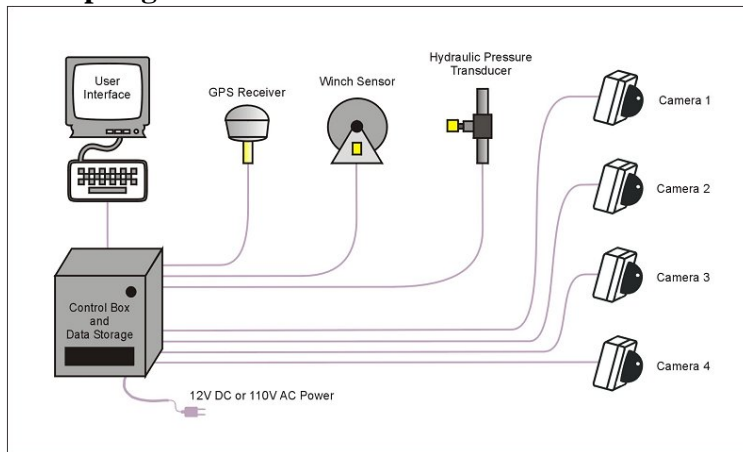 User
Interface
GPS Receiver
Winch Sensor
Hydraulic Pressure
Transducer
Camera 1
Camera 2
Camera 3
Camera 4
Control Box
and
Data Storage
12V DC or 110V AC Power